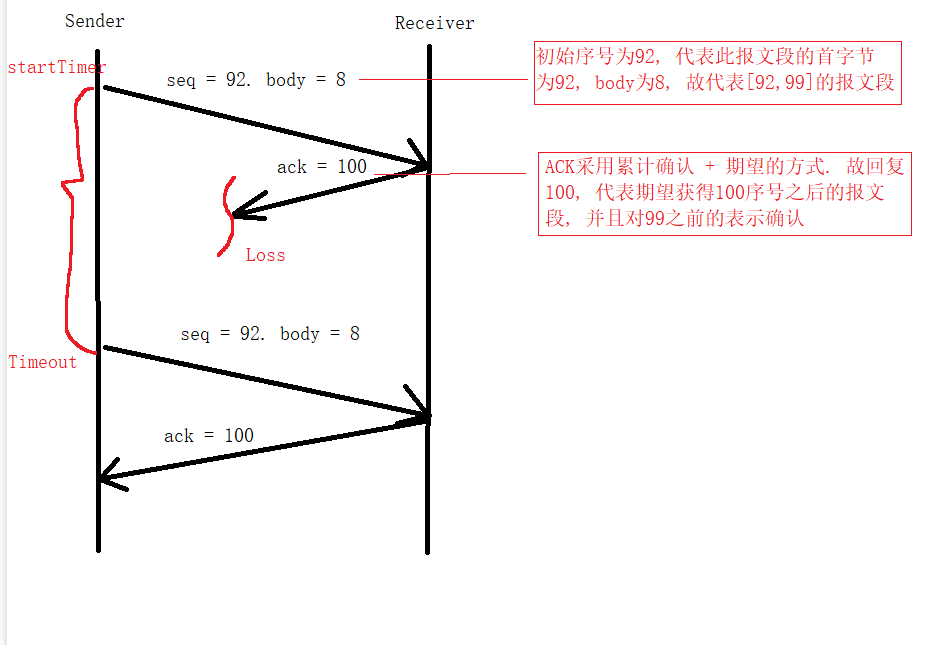 Sender
Receiver
startTimer
seq = 92. body = 8
初始序号为92, 代表此报文段的首字节
为92, body为8, 故代表[92,99]的报文段
ack = 100
ACK采用累计确认 + 期望的方式. 故回复
100, 代表期望获得100序号之后的报文
段, 并且对99之前的表示确认
Loss
seq = 92. body = 8
Timeout
ack = 100